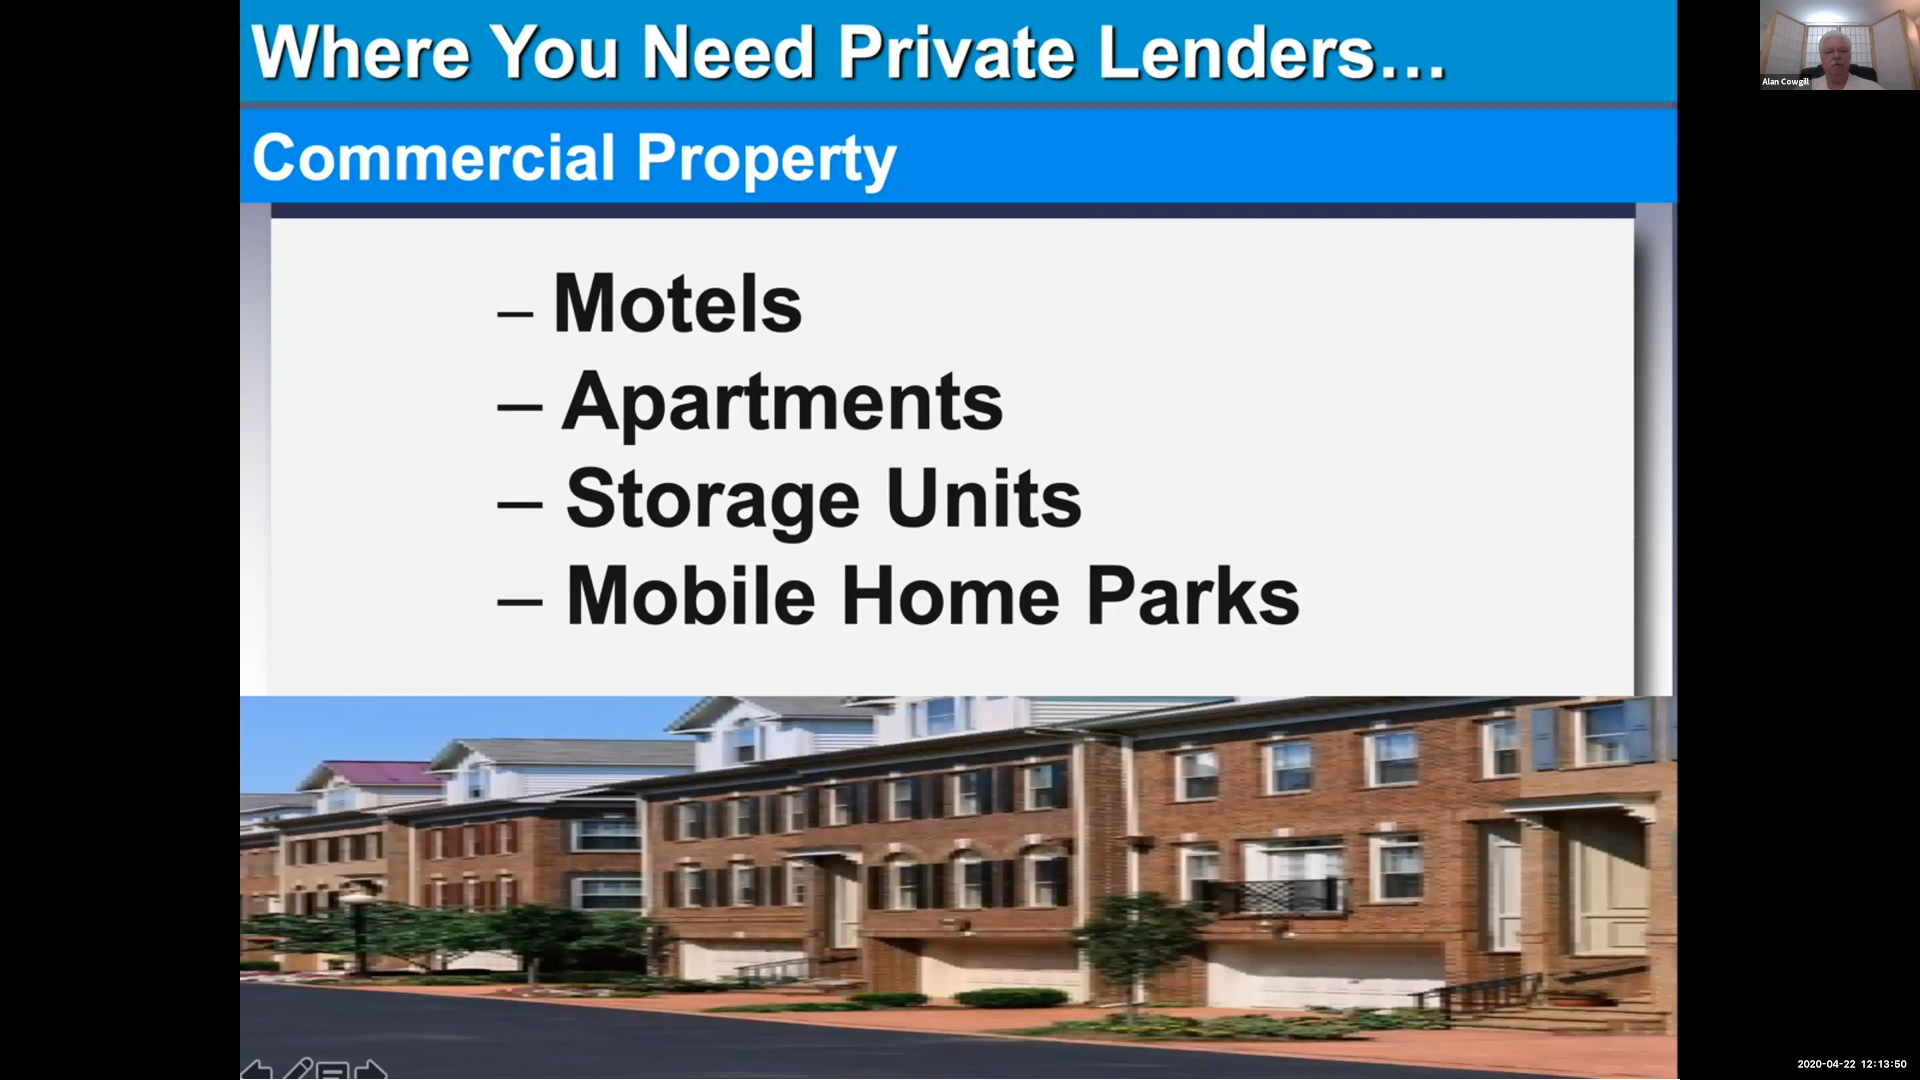 Where You Need Private Lenders…
Commercial Property
– Motels
– Apartments
– Storage Units
– Mobile Home Parks
Alan Cowgill
2020-04-22 12:13:50